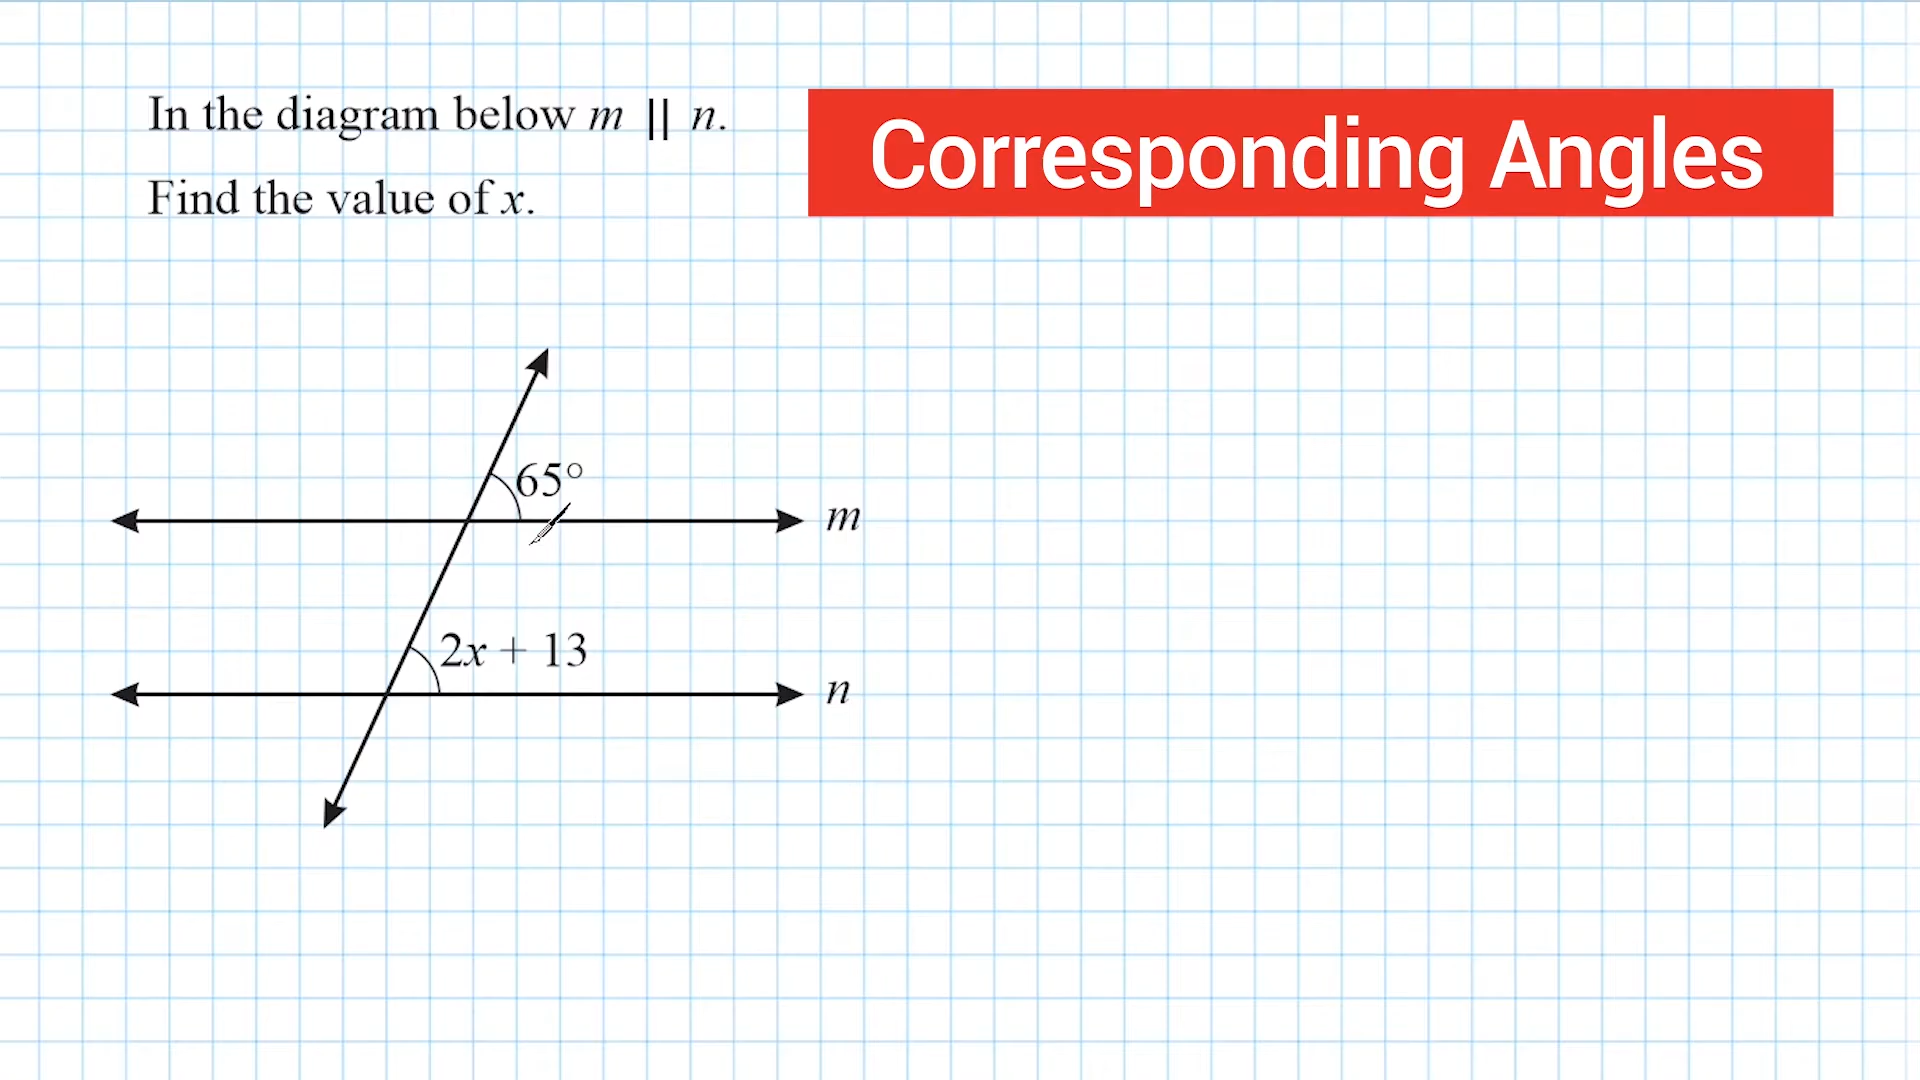 In the diagram below m || n.
Find the value of x.
Corresponding Angles
65°
m
2x + 13
n